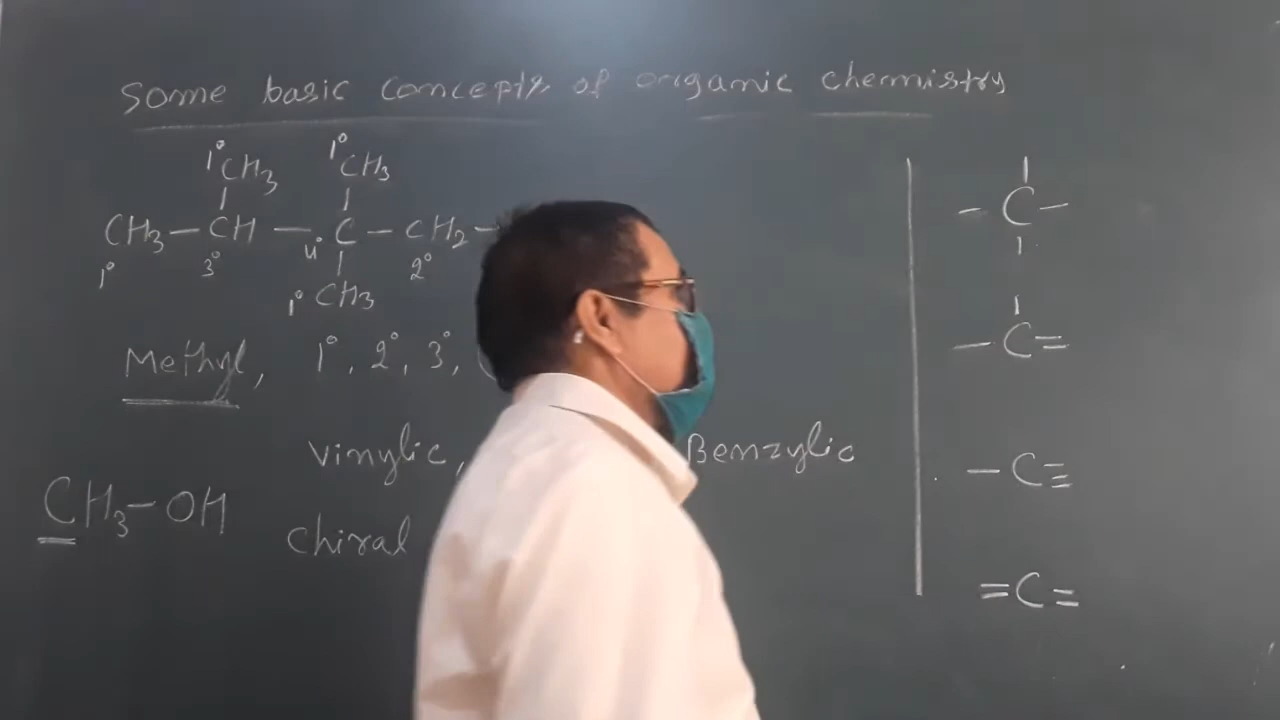 Some basic concepts of organic chemistry
1° CH3 1° CH3
CH3 — CH — C — CH2 —
1° 3° 4° 2°
1° CH3
Methyl, 1°, 2°, 3°,
Vinylic, Benzylic
CH3 — OH
Chiral
— C —
— C =
— C ≡
= C =